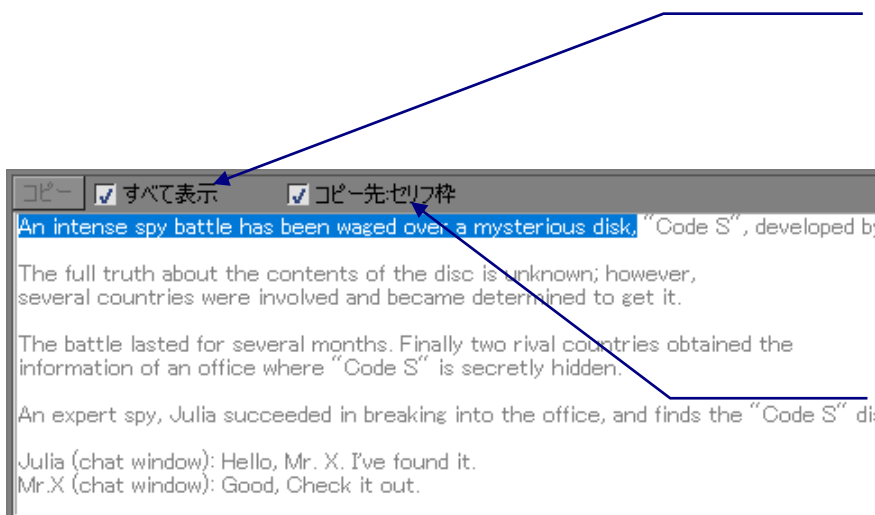 コピー すべて表示 コピー先:セリフ枠
An intense spy battle has been waged over a mysterious disk, "Code S", developed by
The full truth about the contents of the disc is unknown; however,
several countries were involved and became determined to get it.
The battle lasted for several months. Finally two rival countries obtained the
information of an office where "Code S" is secretly hidden.
An expert spy, Julia succeeded in breaking into the office, and finds the "Code S"
Julia (chat window): Hello, Mr. X. I've found it.
Mr.X (chat window): Good, Check it out.